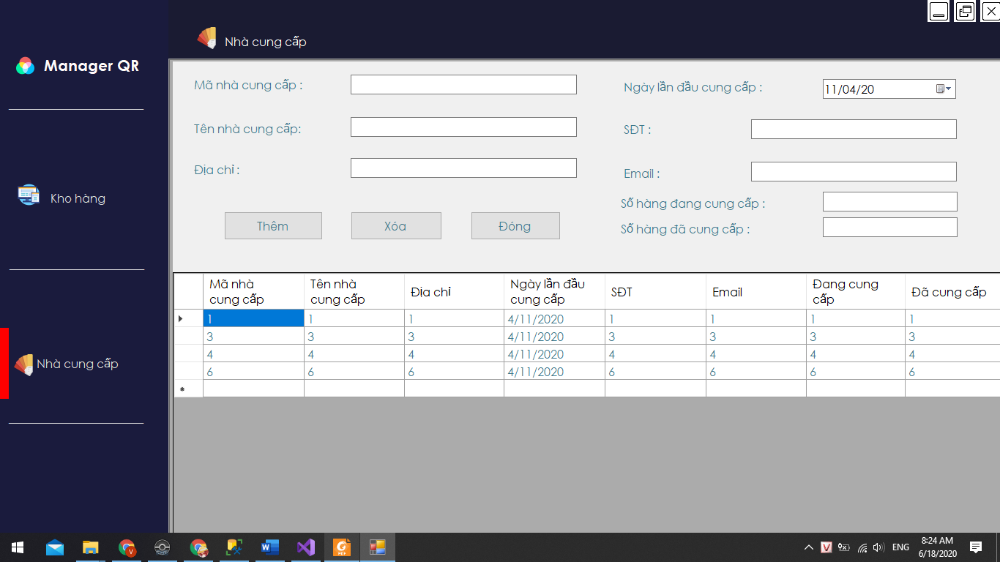 Nhà cung cấp
Manager QR
Kho hàng
Nhà cung cấp
Mã nhà cung cấp :
Tên nhà cung cấp:
Địa chỉ :
Ngày lần đầu cung cấp :
11/04/20
SĐT :
Email :
Số hàng đang cung cấp :
Số hàng đã cung cấp :
Thêm Xóa Đóng
Mã nhà cung cấp Tên nhà cung cấp Địa chỉ Ngày lần đầu cung cấp SĐT Email Đang cung cấp Đã cung cấp
1 1 1 4/11/2020 1 1 1 1
3 3 3 4/11/2020 3 3 3 3
4 4 4 4/11/2020 4 4 4 4
6 6 6 4/11/2020 6 6 6 6
ENG
8:24 AM
6/18/2020